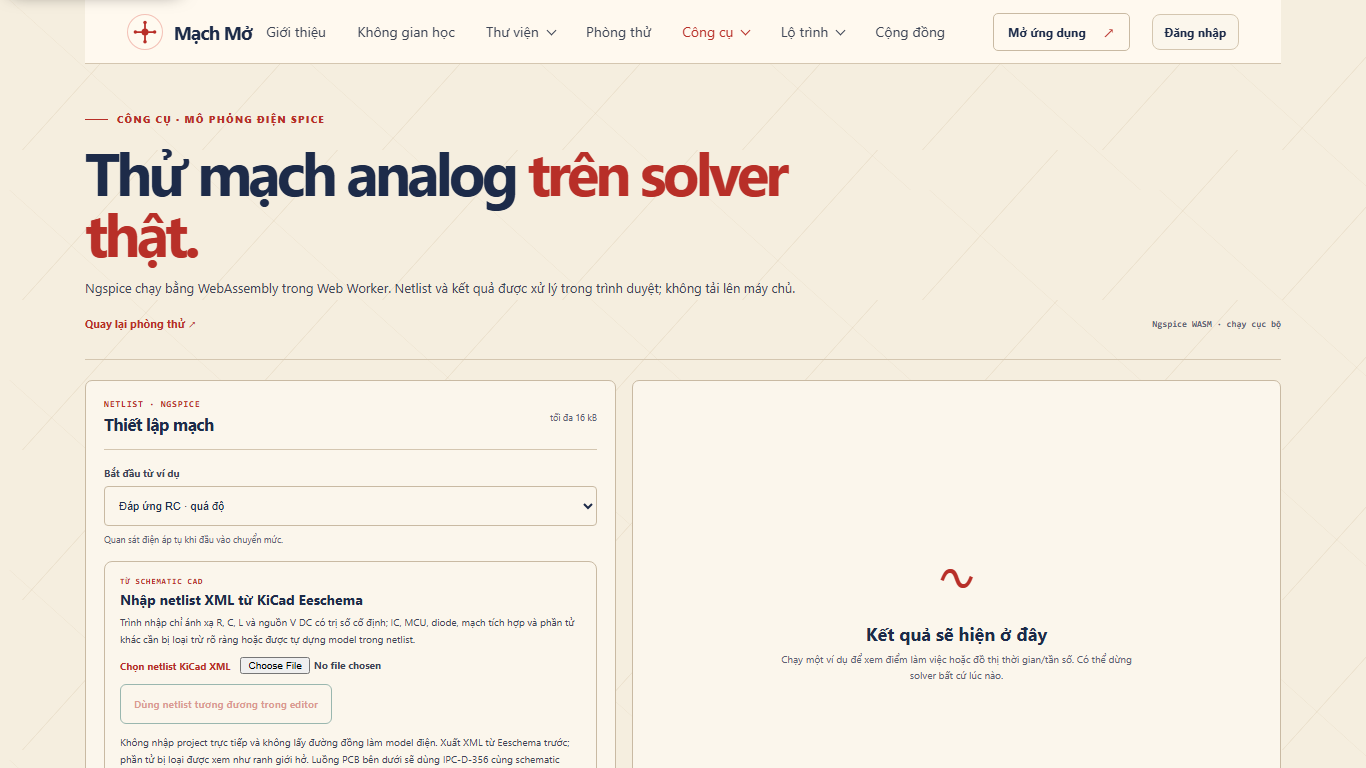 Mạch Mở
Giới thiệu
Không gian học
Thư viện
Phòng thử
Công cụ
Lộ trình
Cộng đồng
Mở ứng dụng ↗
Đăng nhập
CÔNG CỤ · MÔ PHỎNG ĐIỆN SPICE
Thử mạch analog trên solver
thật.
Ngspice chạy bằng WebAssembly trong Web Worker. Netlist và kết quả được xử lý trong trình duyệt; không tải lên máy chủ.
Quay lại phòng thử ↗
Ngspice WASM · chạy cục bộ
NETLIST · NGSPICE
Thiết lập mạch
tối đa 16 kB
Bắt đầu từ ví dụ
Đáp ứng RC · quá độ
Quan sát điện áp tụ khi đầu vào chuyển mức.
TỪ SCHEMATIC CAD
Nhập netlist XML từ KiCad Eeschema
Trình nhập chỉ ánh xạ R, C, L và nguồn V DC có trị số cố định; IC, MCU, diode, mạch tích hợp và phần tử
khác cần bị loại trừ rõ ràng hoặc được tự dựng model trong netlist.
Chọn netlist KiCad XML
Choose File No file chosen
Dùng netlist tương đương trong editor
Không nhập project trực tiếp và không lấy đường đồng làm model điện. Xuất XML từ Eeschema trước;
phần tử bị loại được xem như ranh giới hở. Luồng PCB bên dưới sẽ dùng IPC-D-356 cùng schematic
Kết quả sẽ hiện ở đây
Chạy một ví dụ để xem điểm làm việc hoặc đồ thị thời gian/tần số. Có thể dừng
solver bất cứ lúc nào.